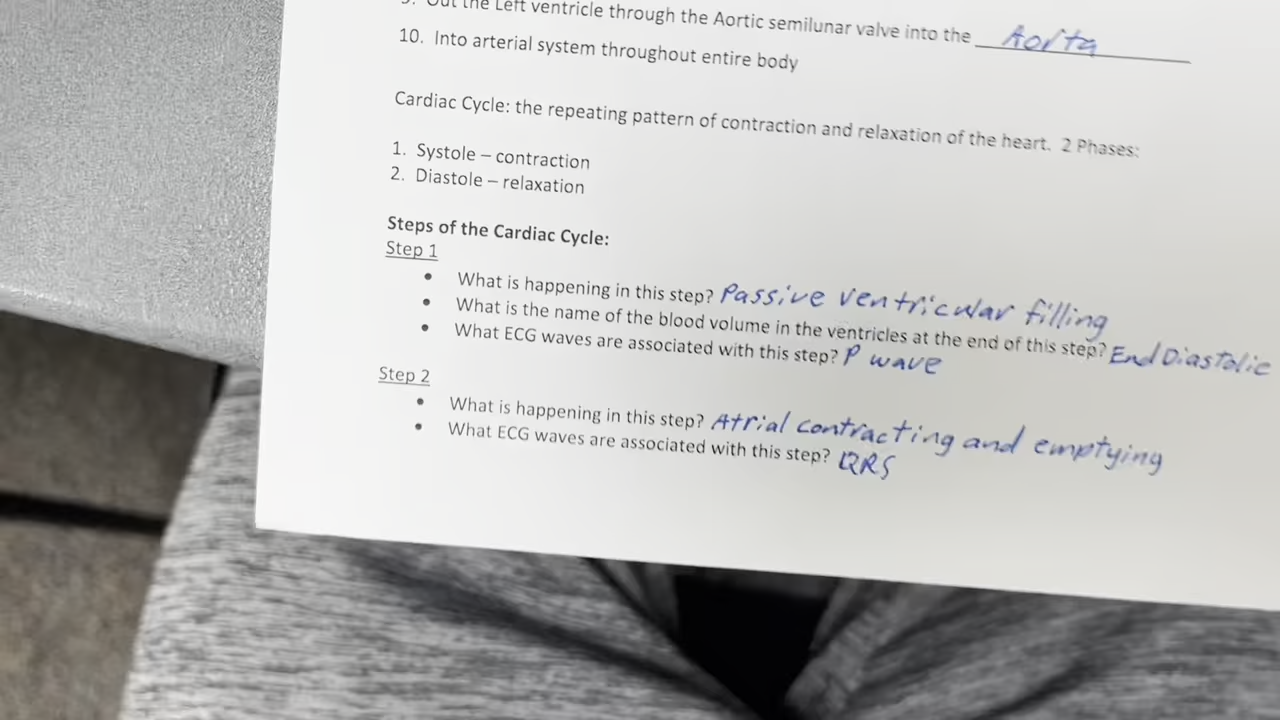 9. Out the Left ventricle through the Aortic semilunar valve into the Aorta
10. Into arterial system throughout entire body
Cardiac Cycle: the repeating pattern of contraction and relaxation of the heart. 2 Phases:
1. Systole – contraction
2. Diastole – relaxation
Steps of the Cardiac Cycle:
Step 1
• What is happening in this step? Passive ventricular filling
• What is the name of the blood volume in the ventricles at the end of this step? End Diastolic
• What ECG waves are associated with this step? P wave
Step 2
• What is happening in this step? Atrial contracting and emptying
• What ECG waves are associated with this step? QRS